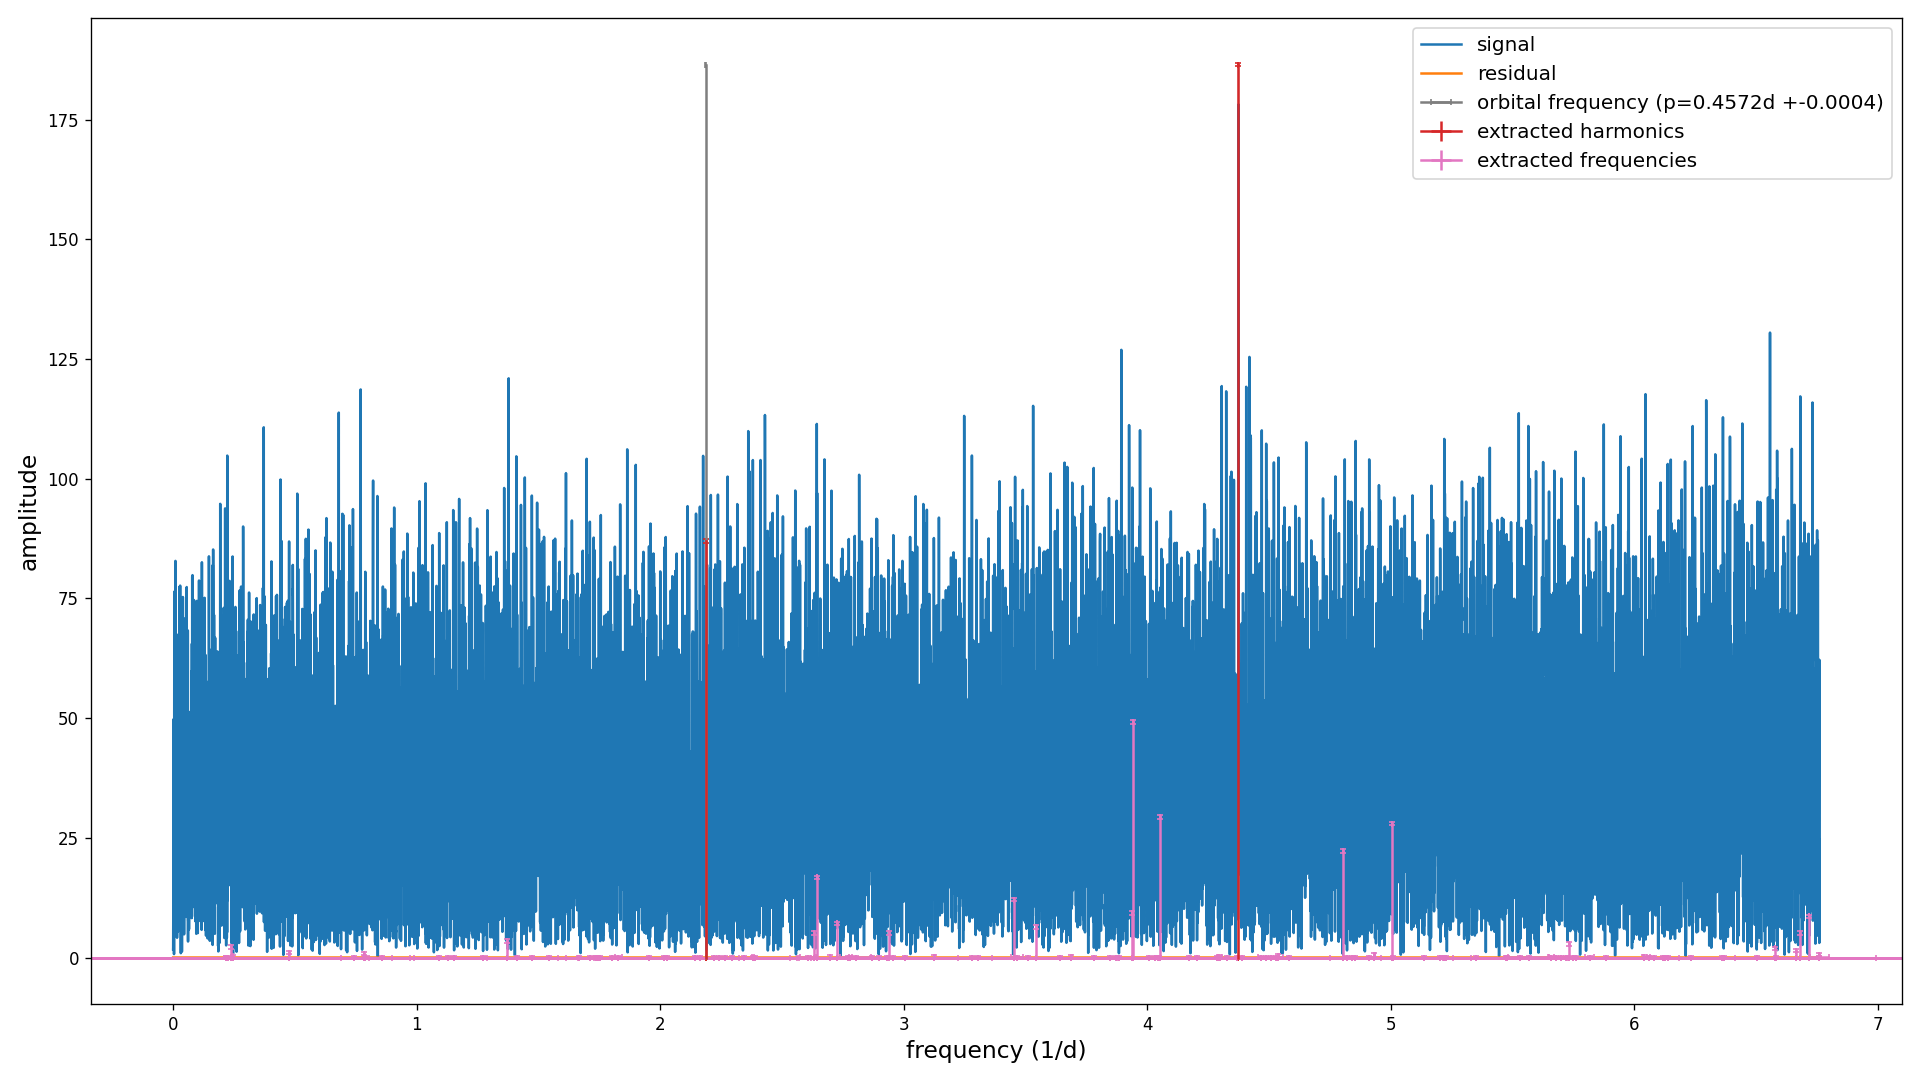 signal
residual
orbital frequency (p=0.4572d +-0.0004)
extracted harmonics
extracted frequencies
175
150
125
100
75
50
25
0
amplitude
0 1 2 3 4 5 6 7
frequency (1/d)